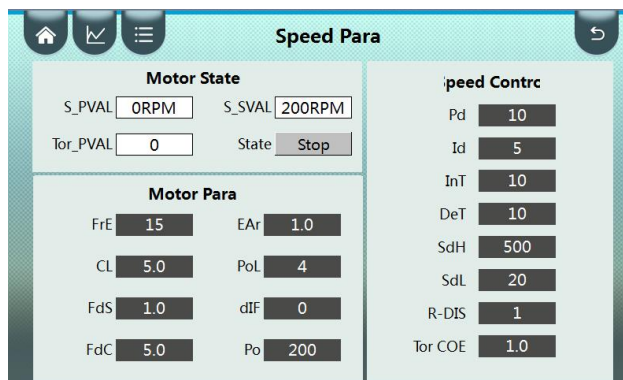 Speed Para
Motor State
S_PVAL 0RPM S_SVAL 200RPM
Tor_PVAL 0 State Stop
Motor Para
FrE 15 EAr 1.0
CL 5.0 PoL 4
FdS 1.0 dIF 0
FdC 5.0 Po 200
peed Contrc
Pd 10
Id 5
InT 10
DeT 10
SdH 500
SdL 20
R-DIS 1
Tor COE 1.0